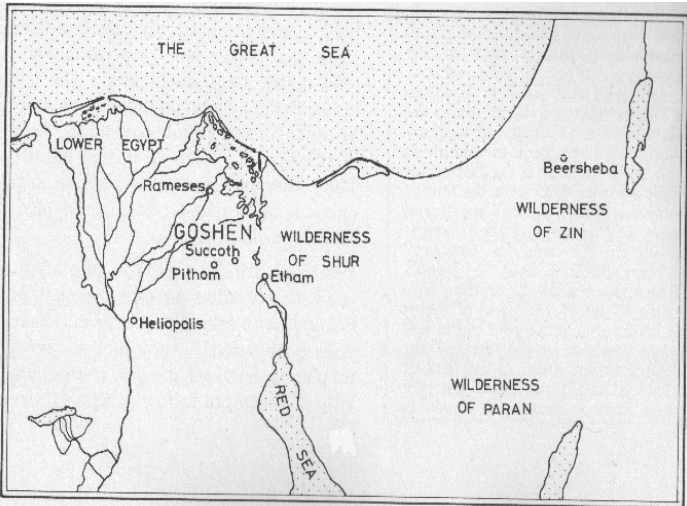 THE GREAT SEA
LOWER EGYPT
Beersheba
Rameses
WILDERNESS
OF ZIN
GOSHEN
WILDERNESS
OF SHUR
Succoth
Pithom
Etham
Heliopolis
RED
SEA
WILDERNESS
OF PARAN